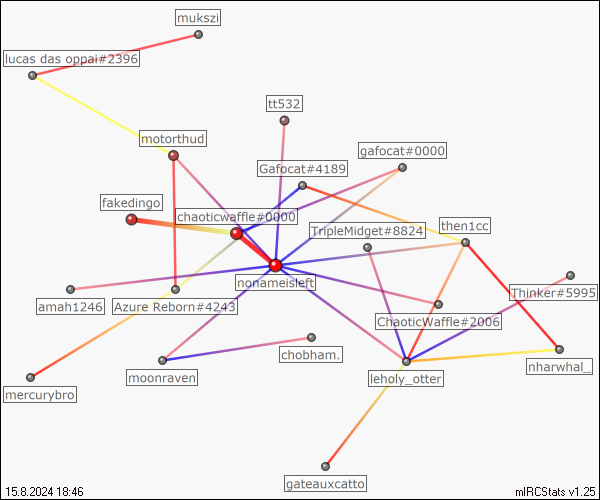 mukszi
lucas das oppai#2396
tt532
motorthud
gafocat#0000
Gafocat#4189
fakedingo
chaoticwaffle#0000
then1cc
TripleMidget#8824
nonameisleft
Thinker#5995
amah1246
Azure Reborn#4243
ChaoticWaffle#2006
chobham.
nharwhal_
moonraven
leholy_otter
mercurybro
gateauxcatto
15.8.2024 18:46
mIRCStats v1.25